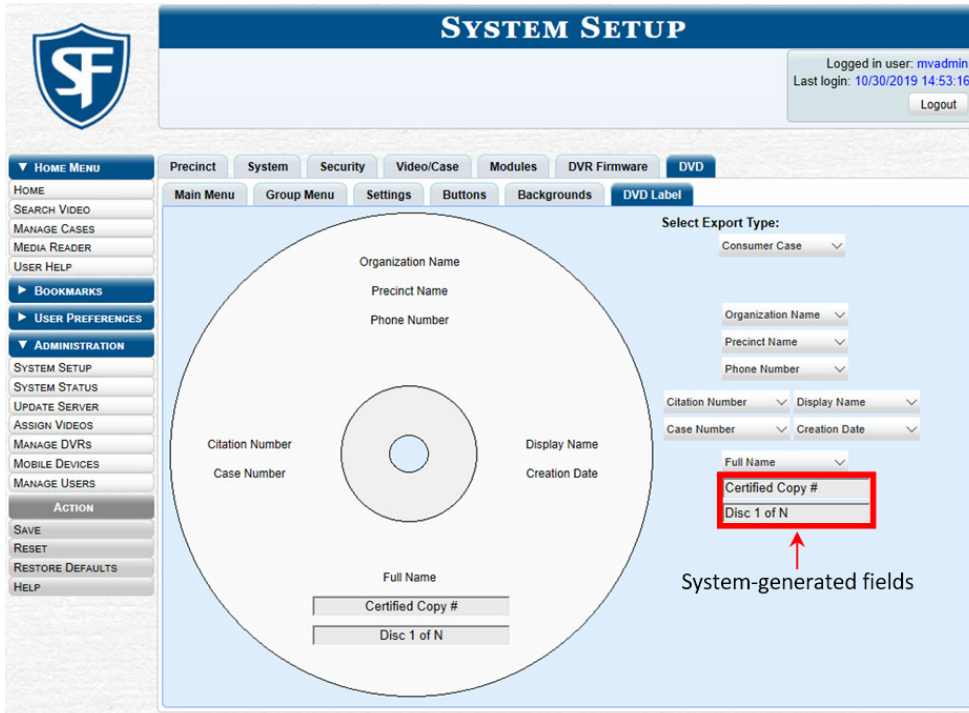 SYSTEM SETUP
SF
Logged in user: mvadmin
Last login: 10/30/2019 14:53:16
Logout
▼ HOME MENU
HOME
SEARCH VIDEO
MANAGE CASES
MEDIA READER
USER HELP
▶ BOOKMARKS
▶ USER PREFERENCES
▼ ADMINISTRATION
SYSTEM SETUP
SYSTEM STATUS
UPDATE SERVER
ASSIGN VIDEOS
MANAGE DVRS
MOBILE DEVICES
MANAGE USERS
ACTION
SAVE
RESET
RESTORE DEFAULTS
HELP
Precinct System Security Video/Case Modules DVR Firmware DVD
Main Menu Group Menu Settings Buttons Backgrounds DVD Label
Organization Name
Precinct Name
Phone Number
Citation Number Display Name
Case Number Creation Date
Full Name
Certified Copy #
Disc 1 of N
Select Export Type:
Consumer Case
Organization Name
Precinct Name
Phone Number
Citation Number Display Name
Case Number Creation Date
Full Name
Certified Copy #
Disc 1 of N
System-generated fields